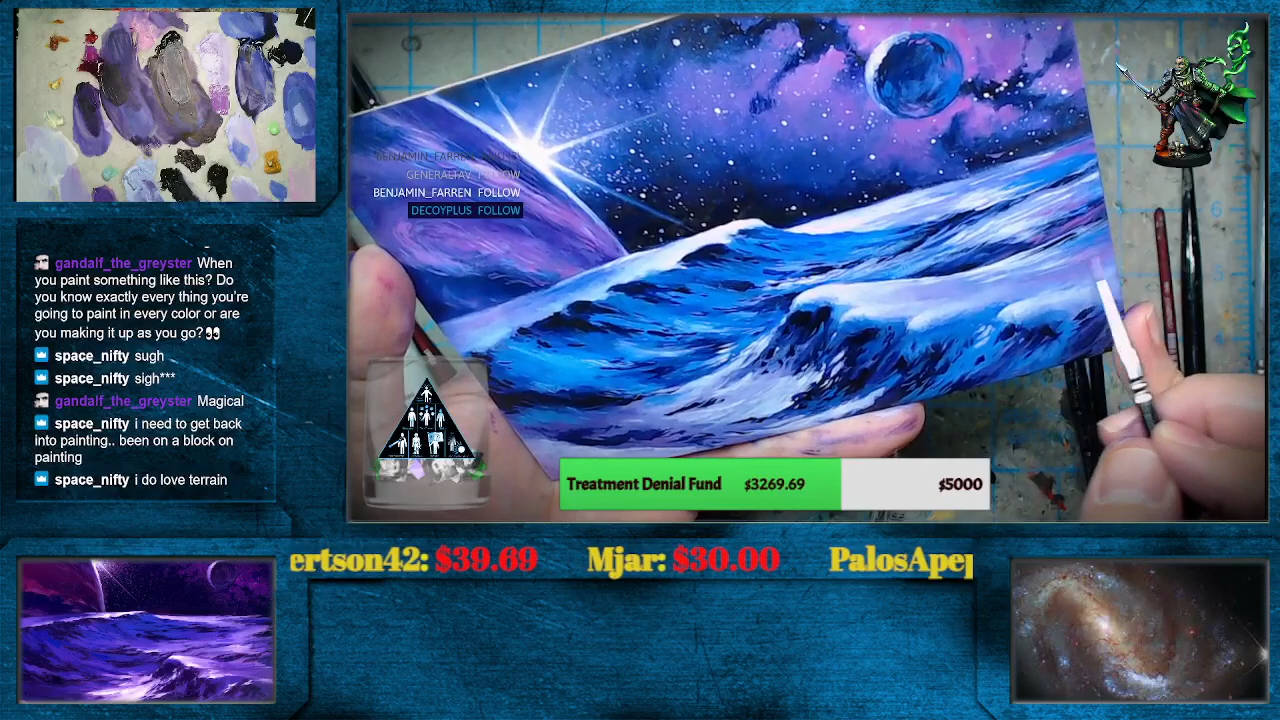 BENJAMIN_FARREN
GENERALTAV FOLLOW
BENJAMIN_FARREN FOLLOW
DECOYPLUS FOLLOW
gandalf_the_greyster When
you paint something like this? Do
you know exactly every thing you're
going to paint in every color or are
you making it up as you go?👀
space_nifty sugh
space_nifty sigh***
gandalf_the_greyster Magical
space_nifty i need to get back
into painting.. been on a block on
painting
space_nifty i do love terrain
Treatment Denial Fund $3269.69 $5000
ertson42: $39.69 Mjar: $30.00 PalosApep